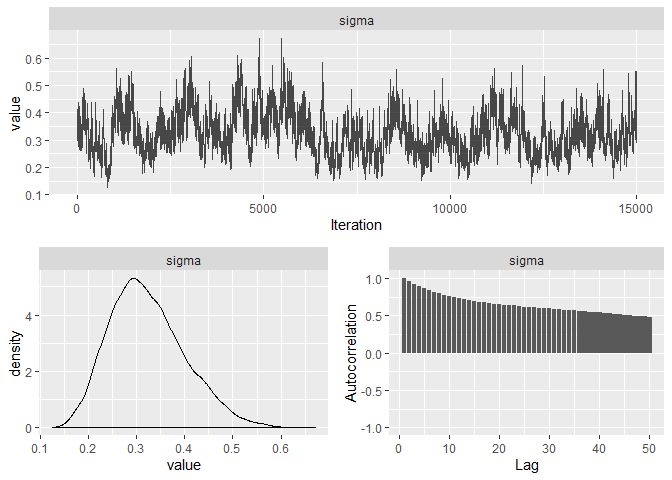 sigma
value
0.6
0.5
0.4
0.3
0.2
0.1
0 5000 10000 15000
Iteration
sigma
density
4
2
0
0.1 0.2 0.3 0.4 0.5 0.6
value
sigma
Autocorrelation
1.0
0.5
0.0
-0.5
-1.0
0 10 20 30 40 50
Lag